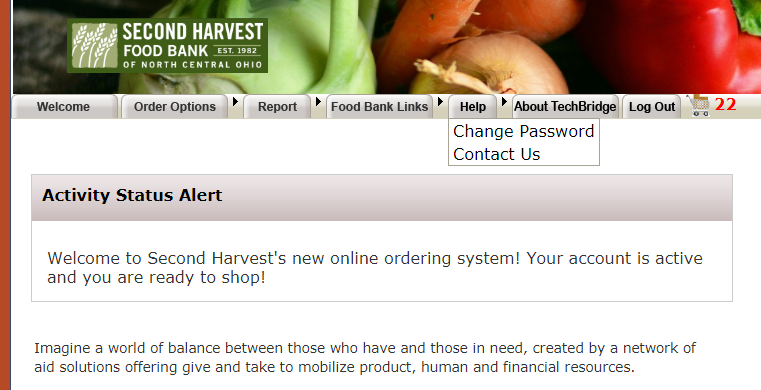 SECOND HARVEST
FOOD BANK EST. 1982
OF NORTH CENTRAL OHIO
Welcome Order Options Report Food Bank Links Help About TechBridge Log Out 22
Change Password
Contact Us
Activity Status Alert
Welcome to Second Harvest's new online ordering system! Your account is active
and you are ready to shop!
Imagine a world of balance between those who have and those in need, created by a network of
aid solutions offering give and take to mobilize product, human and financial resources.